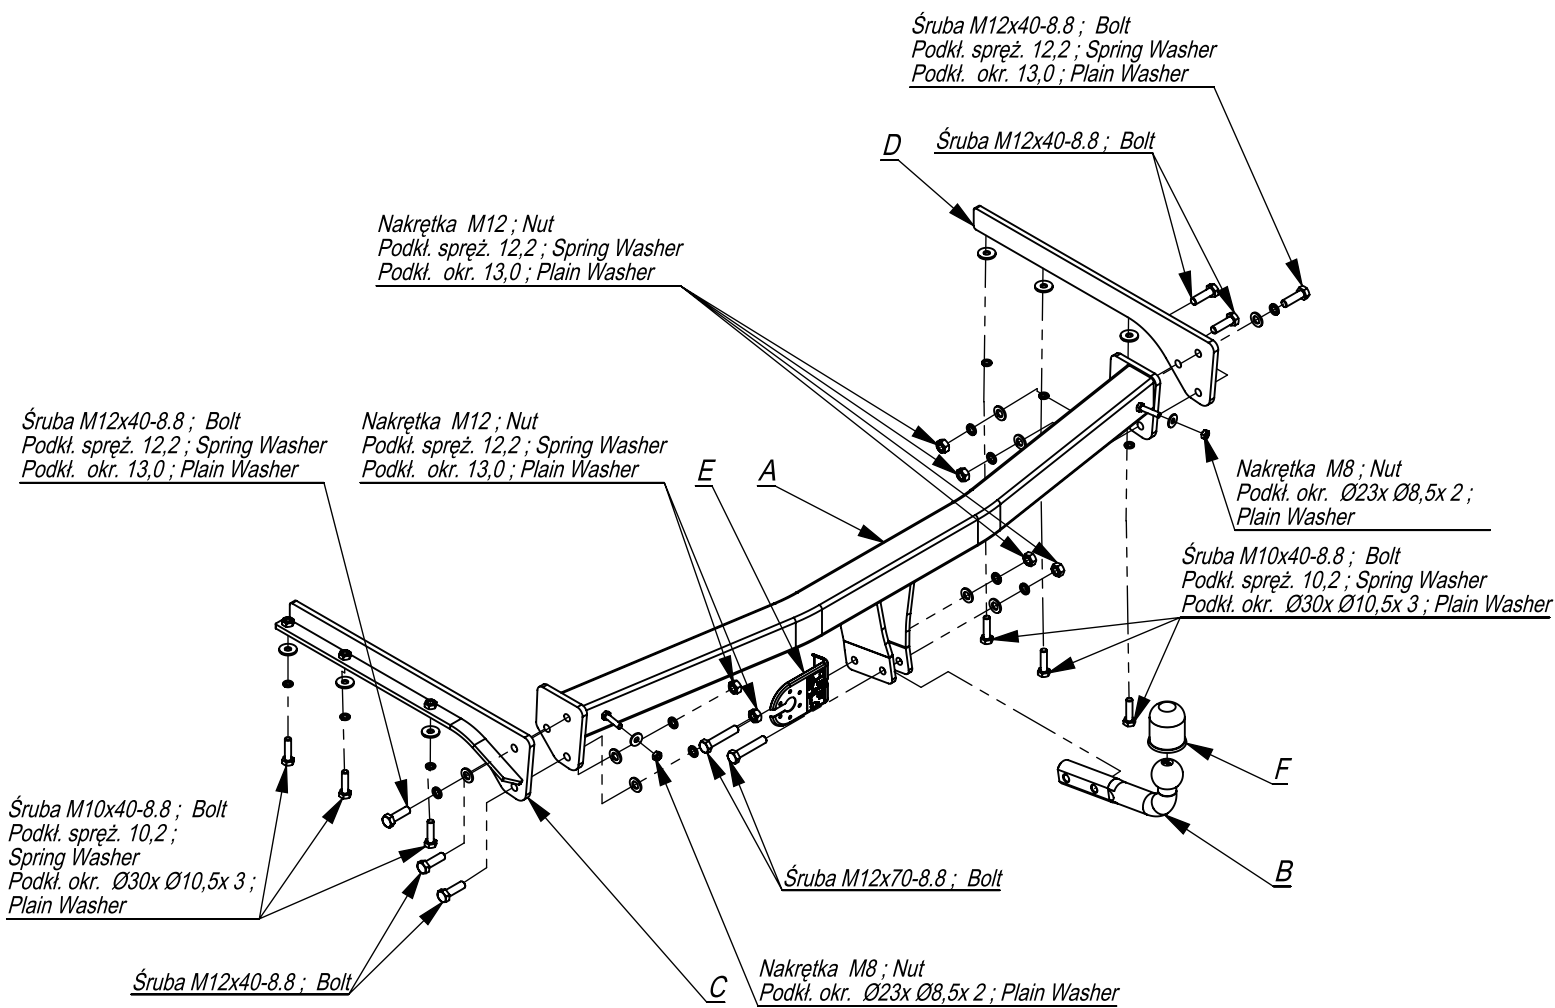 Śruba M12x40-8.8 ; Bolt
Podkł. spręż. 12,2 ; Spring Washer
Podkł. okr. 13,0 ; Plain Washer
D
Śruba M12x40-8.8 ; Bolt
Nakrętka M12 ; Nut
Podkł. spręż. 12,2 ; Spring Washer
Podkł. okr. 13,0 ; Plain Washer
Śruba M12x40-8.8 ; Bolt
Podkł. spręż. 12,2 ; Spring Washer
Podkł. okr. 13,0 ; Plain Washer
Nakrętka M12 ; Nut
Podkł. spręż. 12,2 ; Spring Washer
Podkł. okr. 13,0 ; Plain Washer
E
A
Nakrętka M8 ; Nut
Podkł. okr. Ø23x Ø8,5x 2 ;
Plain Washer
Śruba M10x40-8.8 ; Bolt
Podkł. spręż. 10,2 ; Spring Washer
Podkł. okr. Ø30x Ø10,5x 3 ; Plain Washer
F
B
Śruba M10x40-8.8 ; Bolt
Podkł. spręż. 10,2 ;
Spring Washer
Podkł. okr. Ø30x Ø10,5x 3 ;
Plain Washer
Śruba M12x70-8.8 ; Bolt
Śruba M12x40-8.8 ; Bolt
C
Nakrętka M8 ; Nut
Podkł. okr. Ø23x Ø8,5x 2 ; Plain Washer